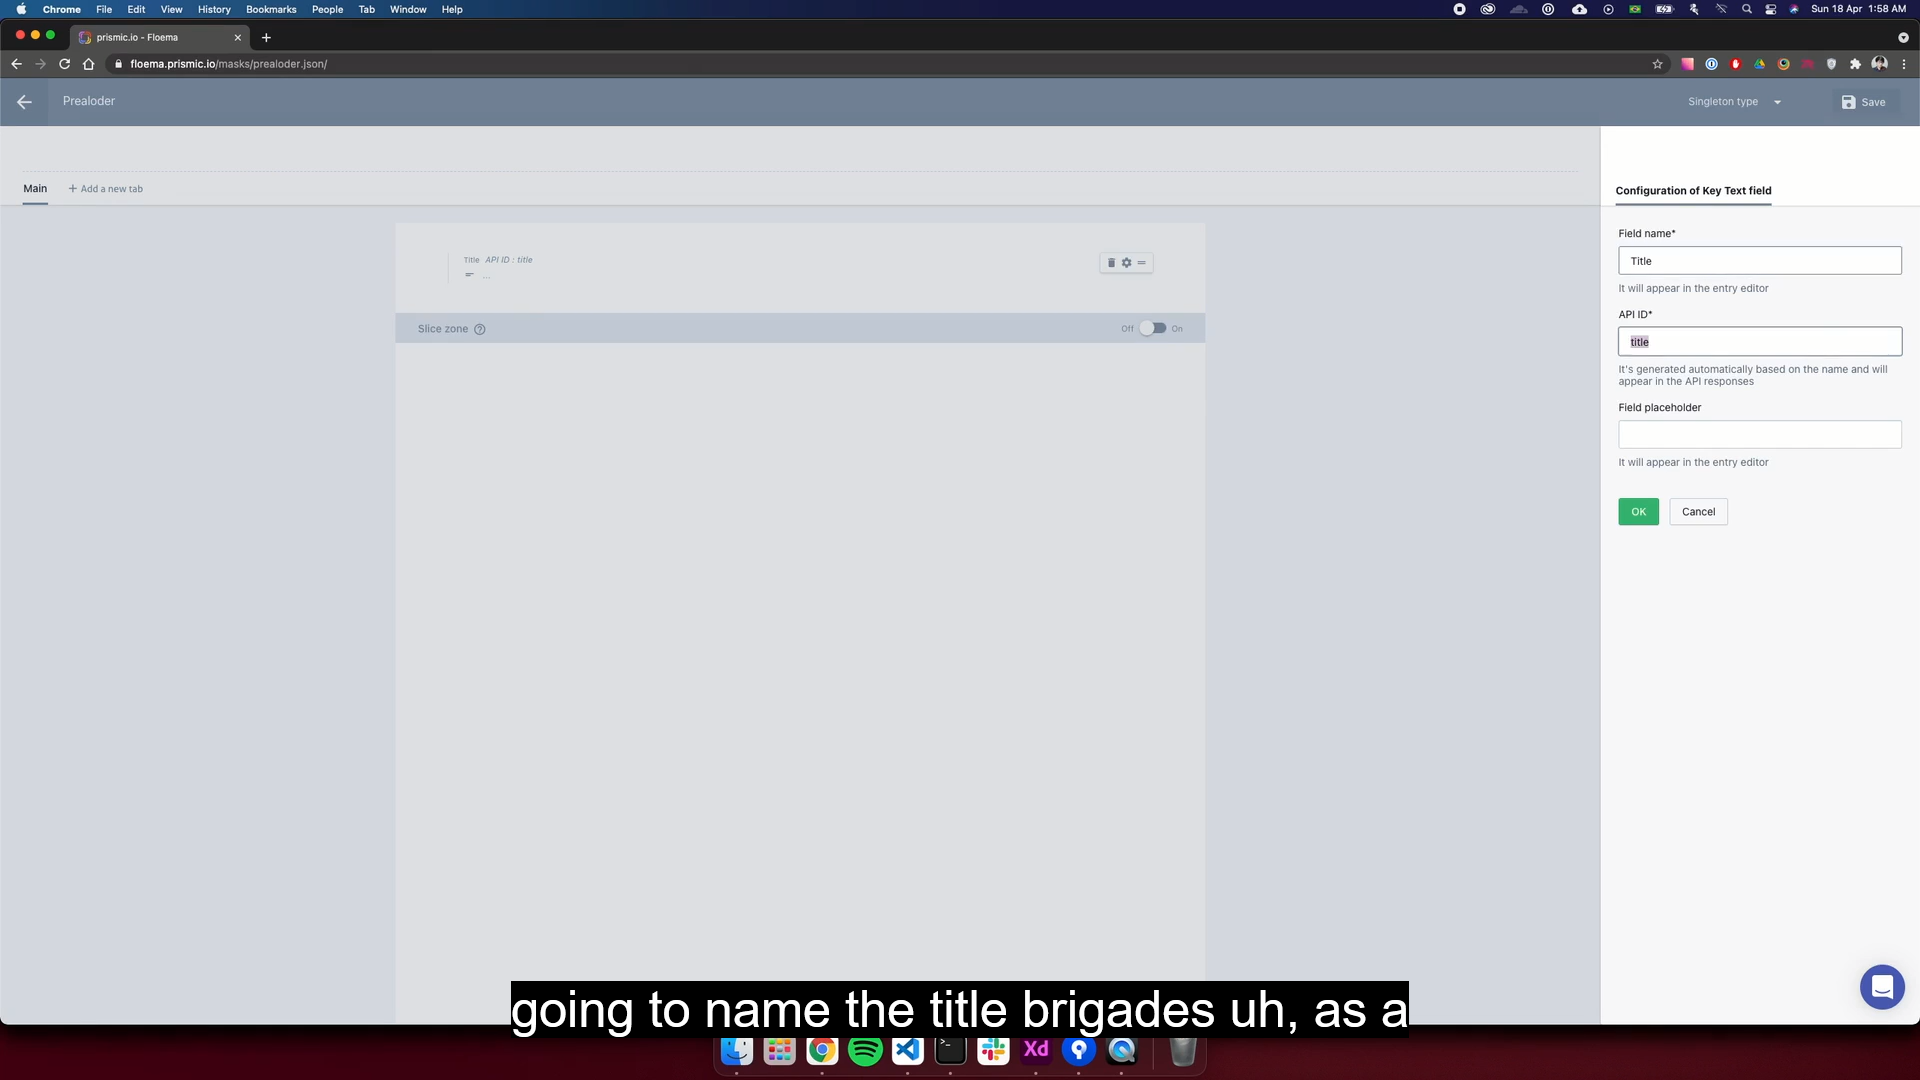 Chrome File Edit View History Bookmarks People Tab Window Help
Sun 18 Apr 1:58 AM
prismic.io - Floema
floema.prismic.io/masks/prealoder.json/
Prealoder
Singleton type
Save
Main
+ Add a new tab
Configuration of Key Text field
Field name*
Title
It will appear in the entry editor
API ID*
title
It's generated automatically based on the name and will
appear in the API responses
Field placeholder
It will appear in the entry editor
OK
Cancel
Title API ID : title
...
Slice zone
Off
On
going to name the title brigades uh, as a
Xd